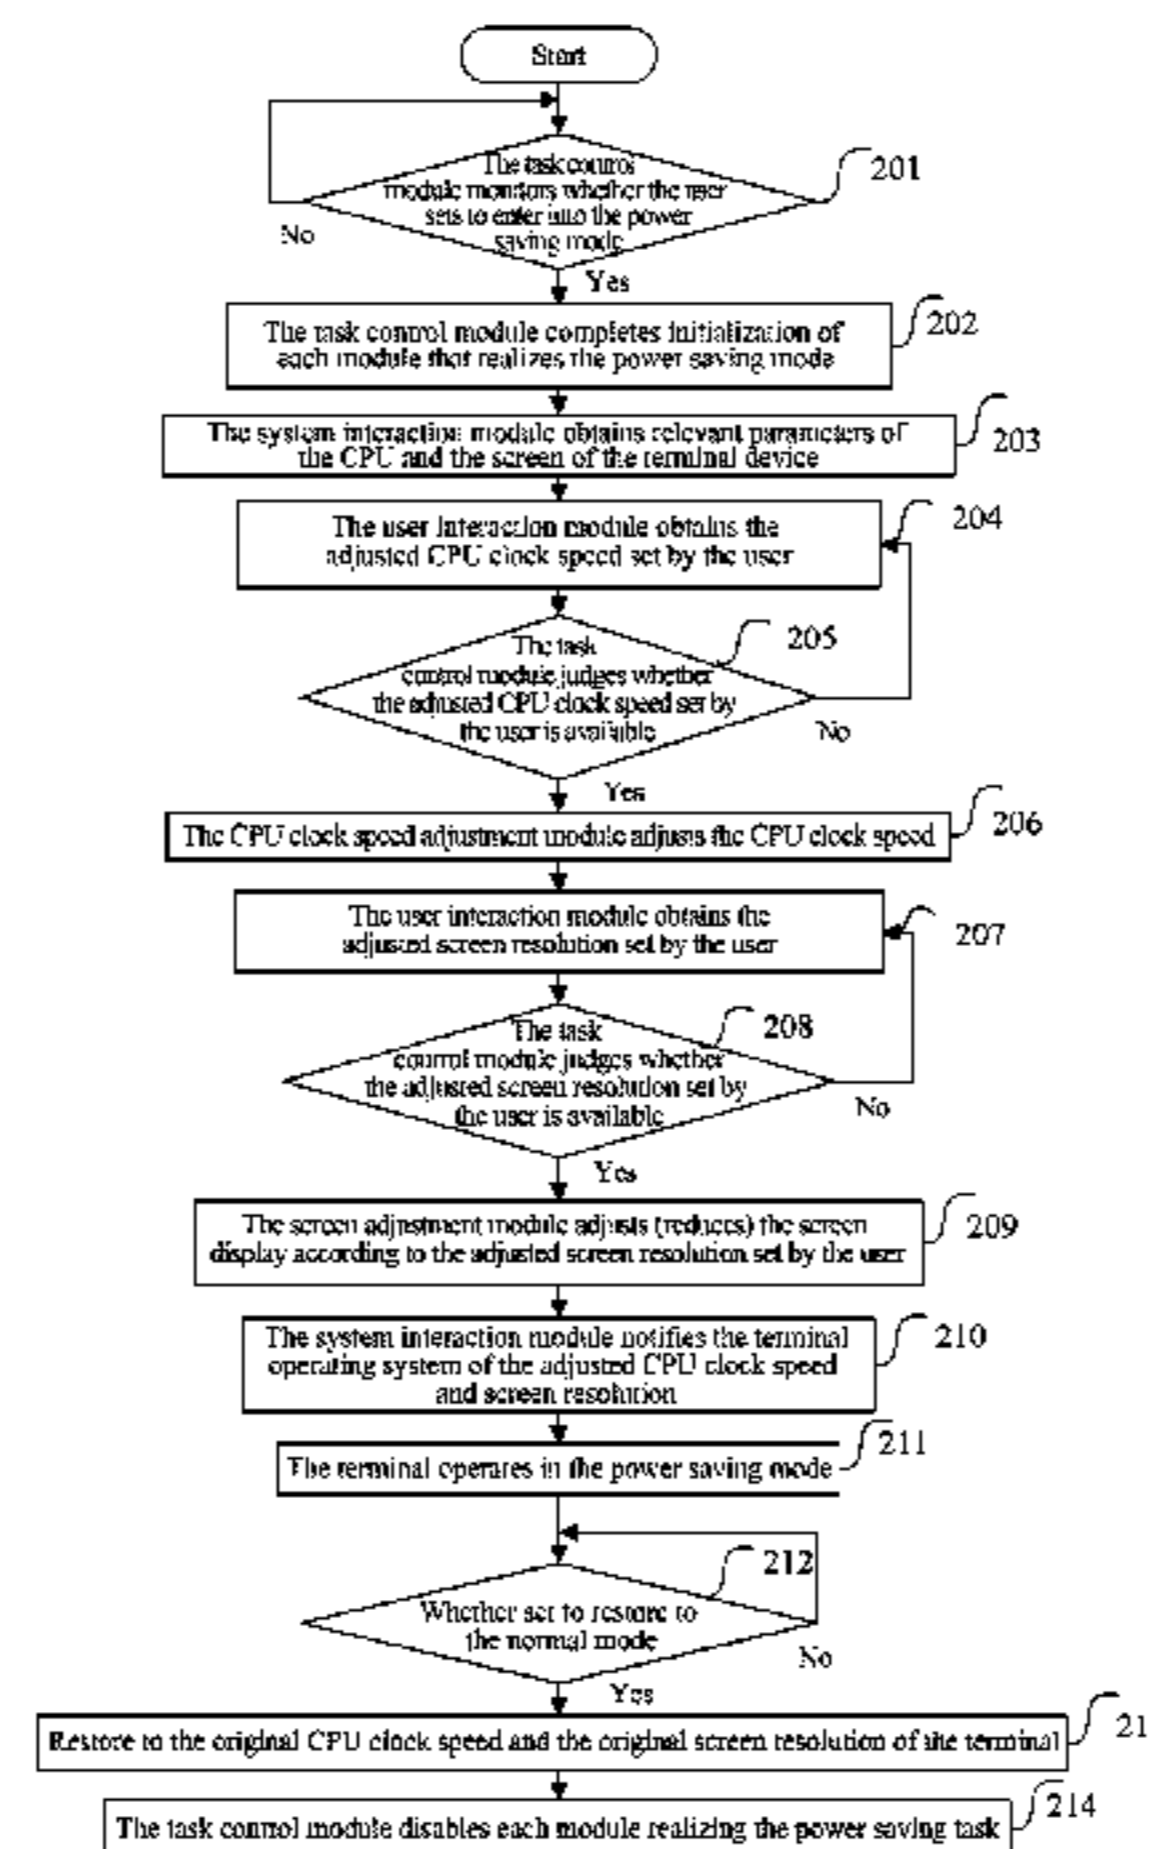 Start
The task control
module monitors whether the user
sets to enter into the power
saving mode
201
No
Yes
The task control module completes initialization of
each module that realizes the power saving mode
202
The system interaction module obtains relevant parameters of
the CPU and the screen of the terminal device
203
The user interaction module obtains the
adjusted CPU clock speed set by the user
204
The task
control module judges whether
the adjusted CPU clock speed set by
the user is available
205
No
Yes
The CPU clock speed adjustment module adjusts the CPU clock speed
206
The user interaction module obtains the
adjusted screen resolution set by the user
207
The task
control module judges whether
the adjusted screen resolution set by
the user is available
208
No
Yes
The screen adjustment module adjusts (reduces) the screen
display according to the adjusted screen resolution set by the user
209
The system interaction module notifies the terminal
operating system of the adjusted CPU clock speed
and screen resolution
210
The terminal operates in the power saving mode
211
Whether set to restore to
the normal mode
212
No
Yes
Restore to the original CPU clock speed and the original screen resolution of the terminal
21
The task control module disables each module realizing the power saving task
214